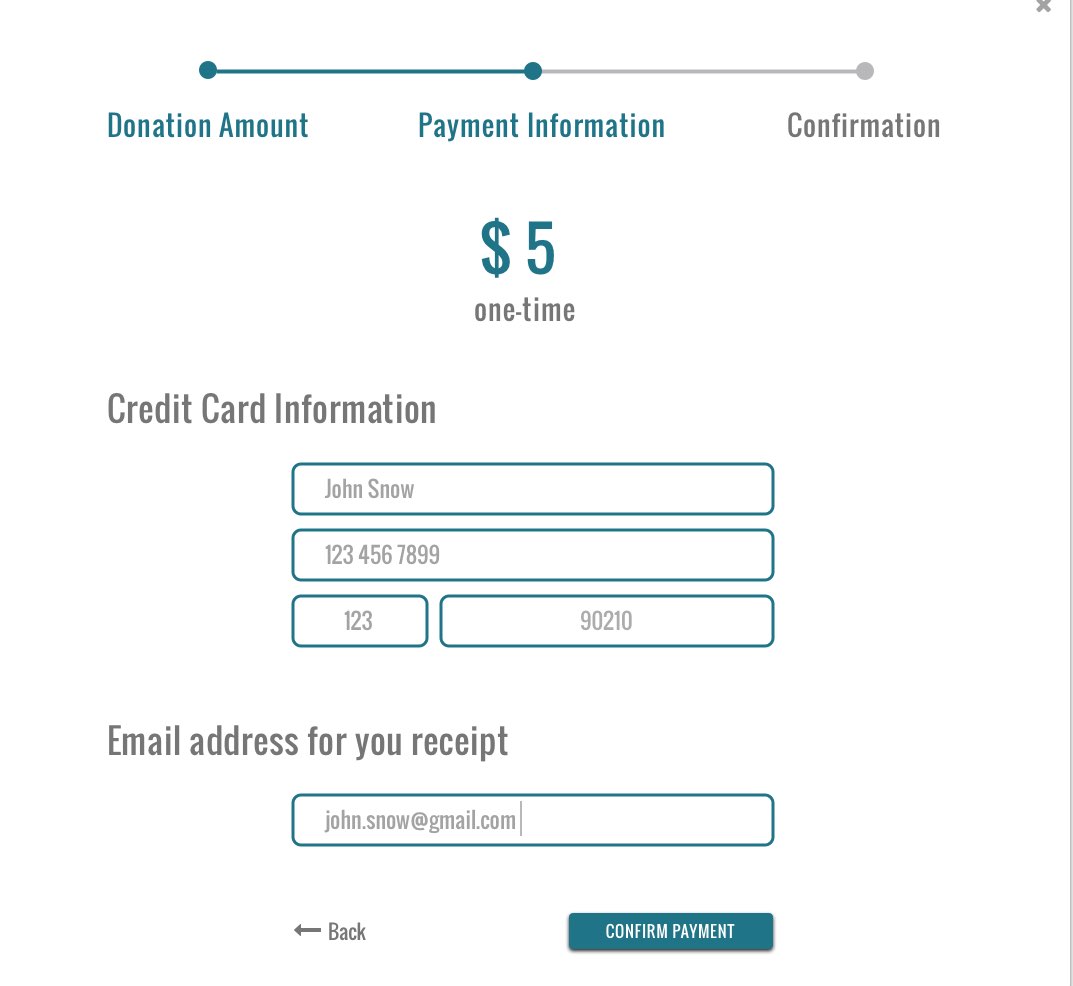 Donation Amount Payment Information Confirmation
$ 5
one-time
Credit Card Information
John Snow
123 456 7899
123 90210
Email address for you receipt
john.snow@gmail.com
Back CONFIRM PAYMENT